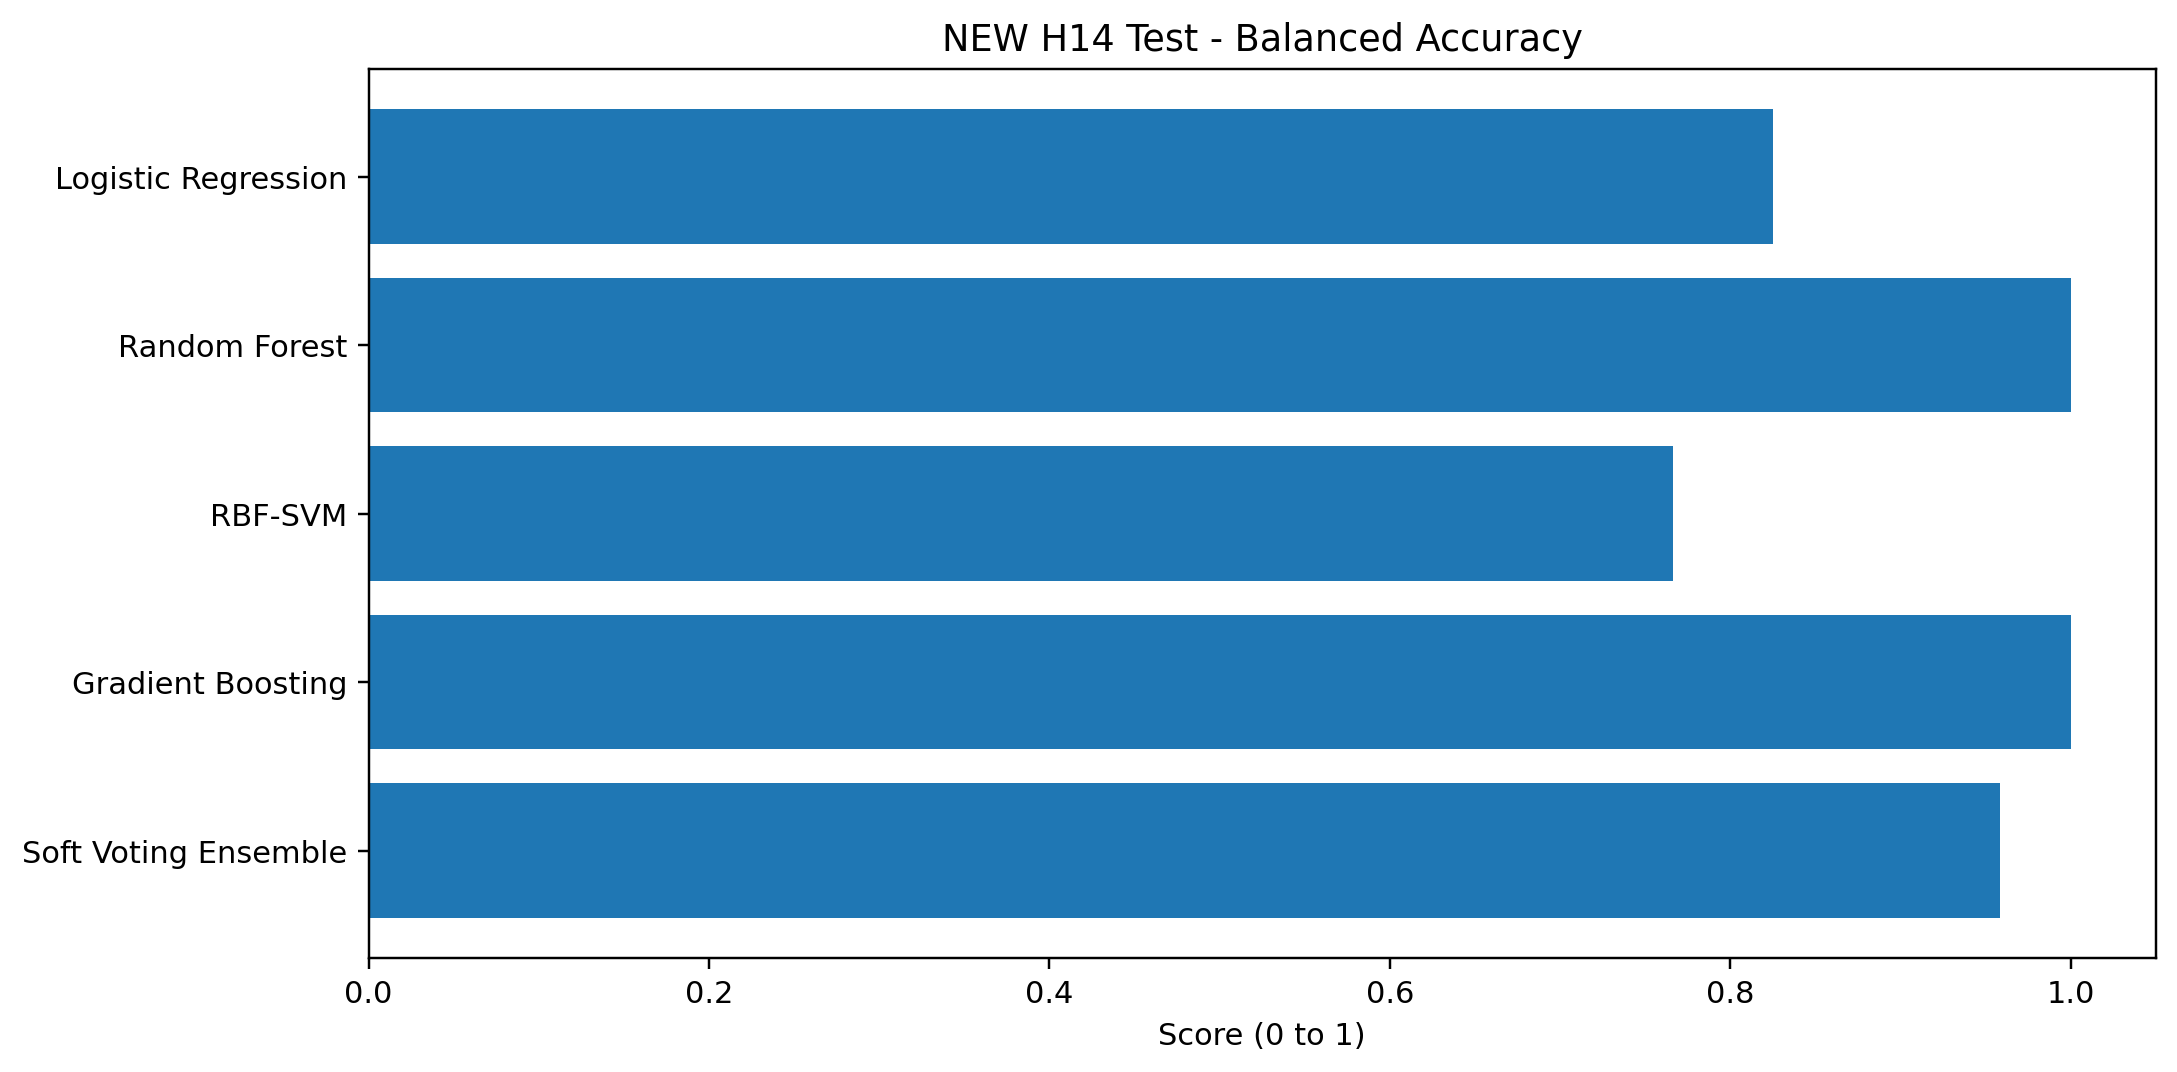 NEW H14 Test - Balanced Accuracy
Logistic Regression
Random Forest
RBF-SVM
Gradient Boosting
Soft Voting Ensemble
0.0 0.2 0.4 0.6 0.8 1.0
Score (0 to 1)